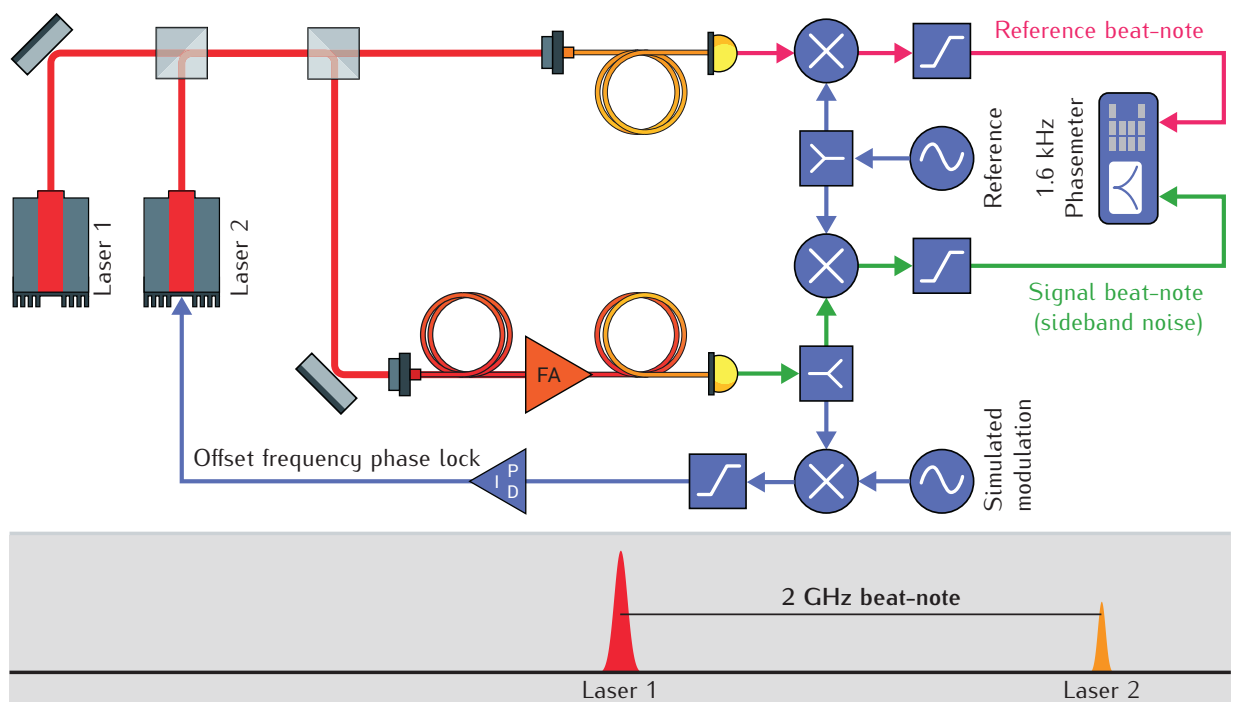 Reference beat-note
Laser 1
Laser 2
Reference
1.6 kHz
Phasemeter
Signal beat-note
(sideband noise)
FA
Offset frequency phase lock
P
I
D
Simulated
modulation
2 GHz beat-note
Laser 1
Laser 2